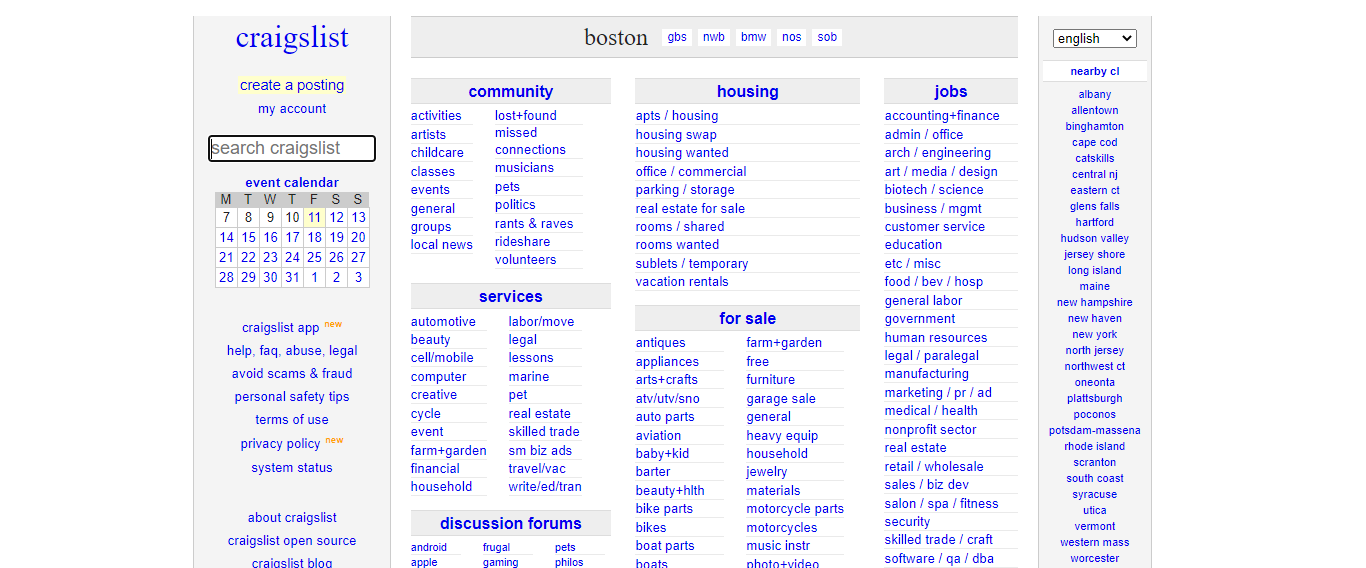 craigslist
create a posting
my account
search craigslist
event calendar
M T W T F S S
7 8 9 10 11 12 13
14 15 16 17 18 19 20
21 22 23 24 25 26 27
28 29 30 31 1 2 3
craigslist app new
help, faq, abuse, legal
avoid scams & fraud
personal safety tips
terms of use
privacy policy new
system status
about craigslist
craigslist open source
craigslist blog
boston gbs nwb bmw nos sob
community
activities
artists
childcare
classes
events
general
groups
local news
lost+found
missed
connections
musicians
pets
politics
rants & raves
rideshare
volunteers
services
automotive
beauty
cell/mobile
computer
creative
cycle
event
farm+garden
financial
household
labor/move
legal
lessons
marine
pet
real estate
skilled trade
sm biz ads
travel/vac
write/ed/tran
discussion forums
android
apple
frugal
gaming
pets
philos
housing
apts / housing
housing swap
housing wanted
office / commercial
parking / storage
real estate for sale
rooms / shared
rooms wanted
sublets / temporary
vacation rentals
for sale
antiques
appliances
arts+crafts
atv/utv/sno
auto parts
aviation
baby+kid
barter
beauty+hlth
bike parts
bikes
boat parts
boats
farm+garden
free
furniture
garage sale
general
heavy equip
household
jewelry
materials
motorcycle parts
motorcycles
music instr
photo+video
jobs
accounting+finance
admin / office
arch / engineering
art / media / design
biotech / science
business / mgmt
customer service
education
etc / misc
food / bev / hosp
general labor
government
human resources
legal / paralegal
manufacturing
marketing / pr / ad
medical / health
nonprofit sector
real estate
retail / wholesale
sales / biz dev
salon / spa / fitness
security
skilled trade / craft
software / qa / dba
english
nearby cl
albany
allentown
binghamton
cape cod
catskills
central nj
eastern ct
glens falls
hartford
hudson valley
jersey shore
long island
maine
new hampshire
new haven
new york
north jersey
northwest ct
oneonta
plattsburgh
poconos
potsdam-massena
rhode island
scranton
south coast
syracuse
utica
vermont
western mass
worcester